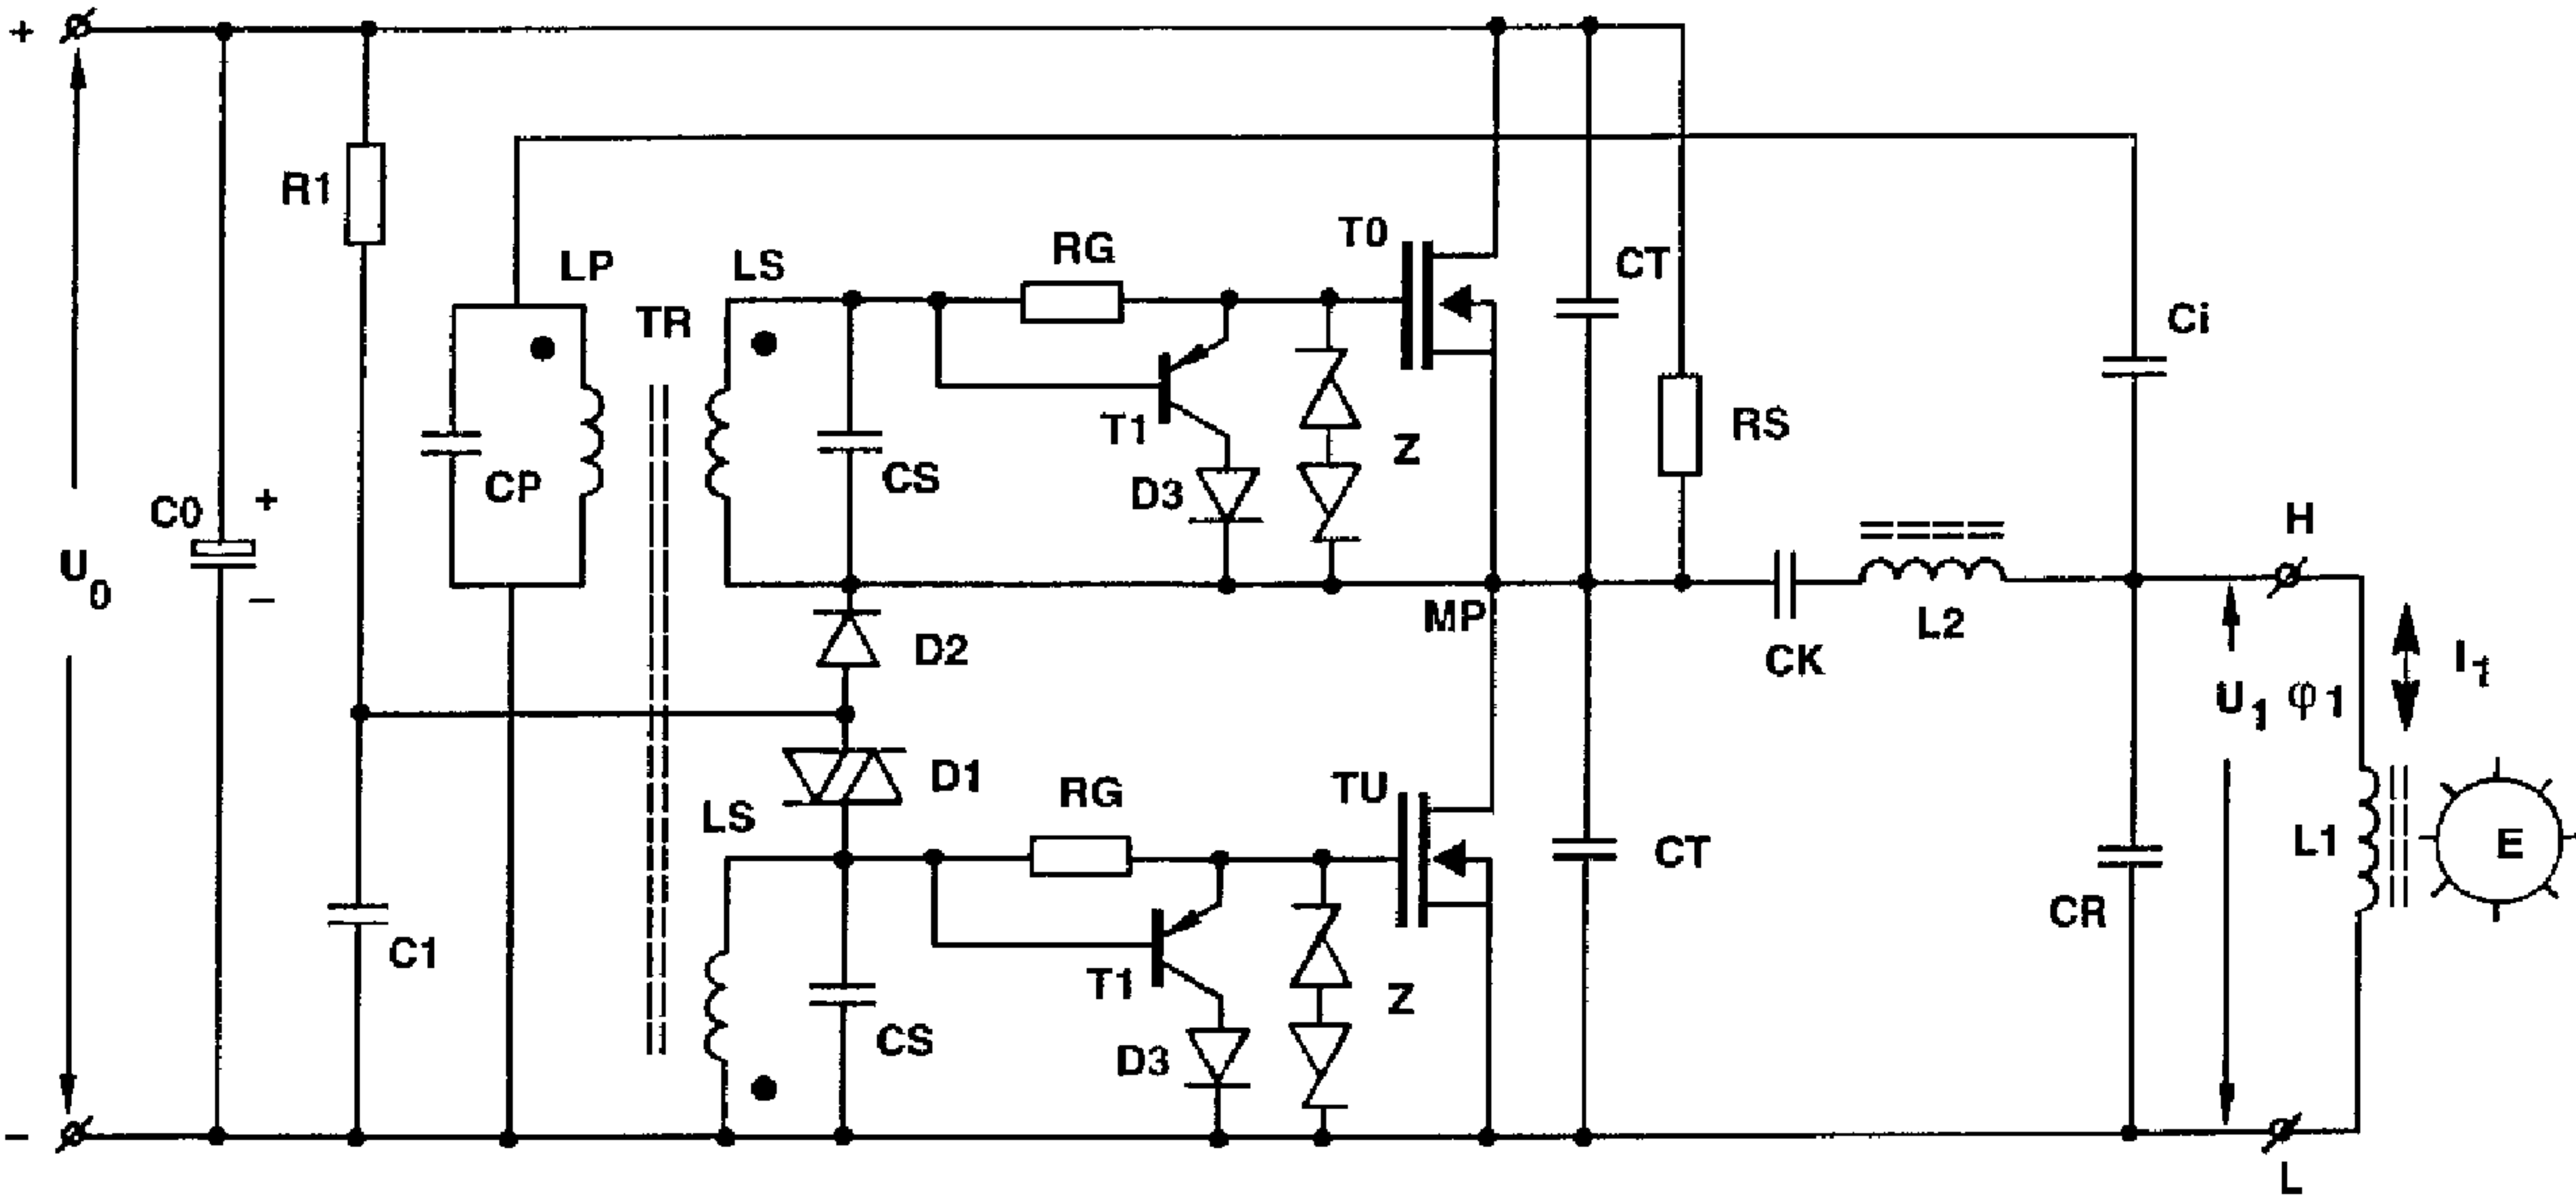 +
R1
LP
LS
RG
T0
CT
TR
Ci
T1
Z
RS
CP
CS
D3
C0
+
−
H
U0
MP
L2
D2
CK
I1
U1 φ1
D1
LS
RG
TU
CT
L1
E
C1
T1
Z
CR
CS
D3
−
L